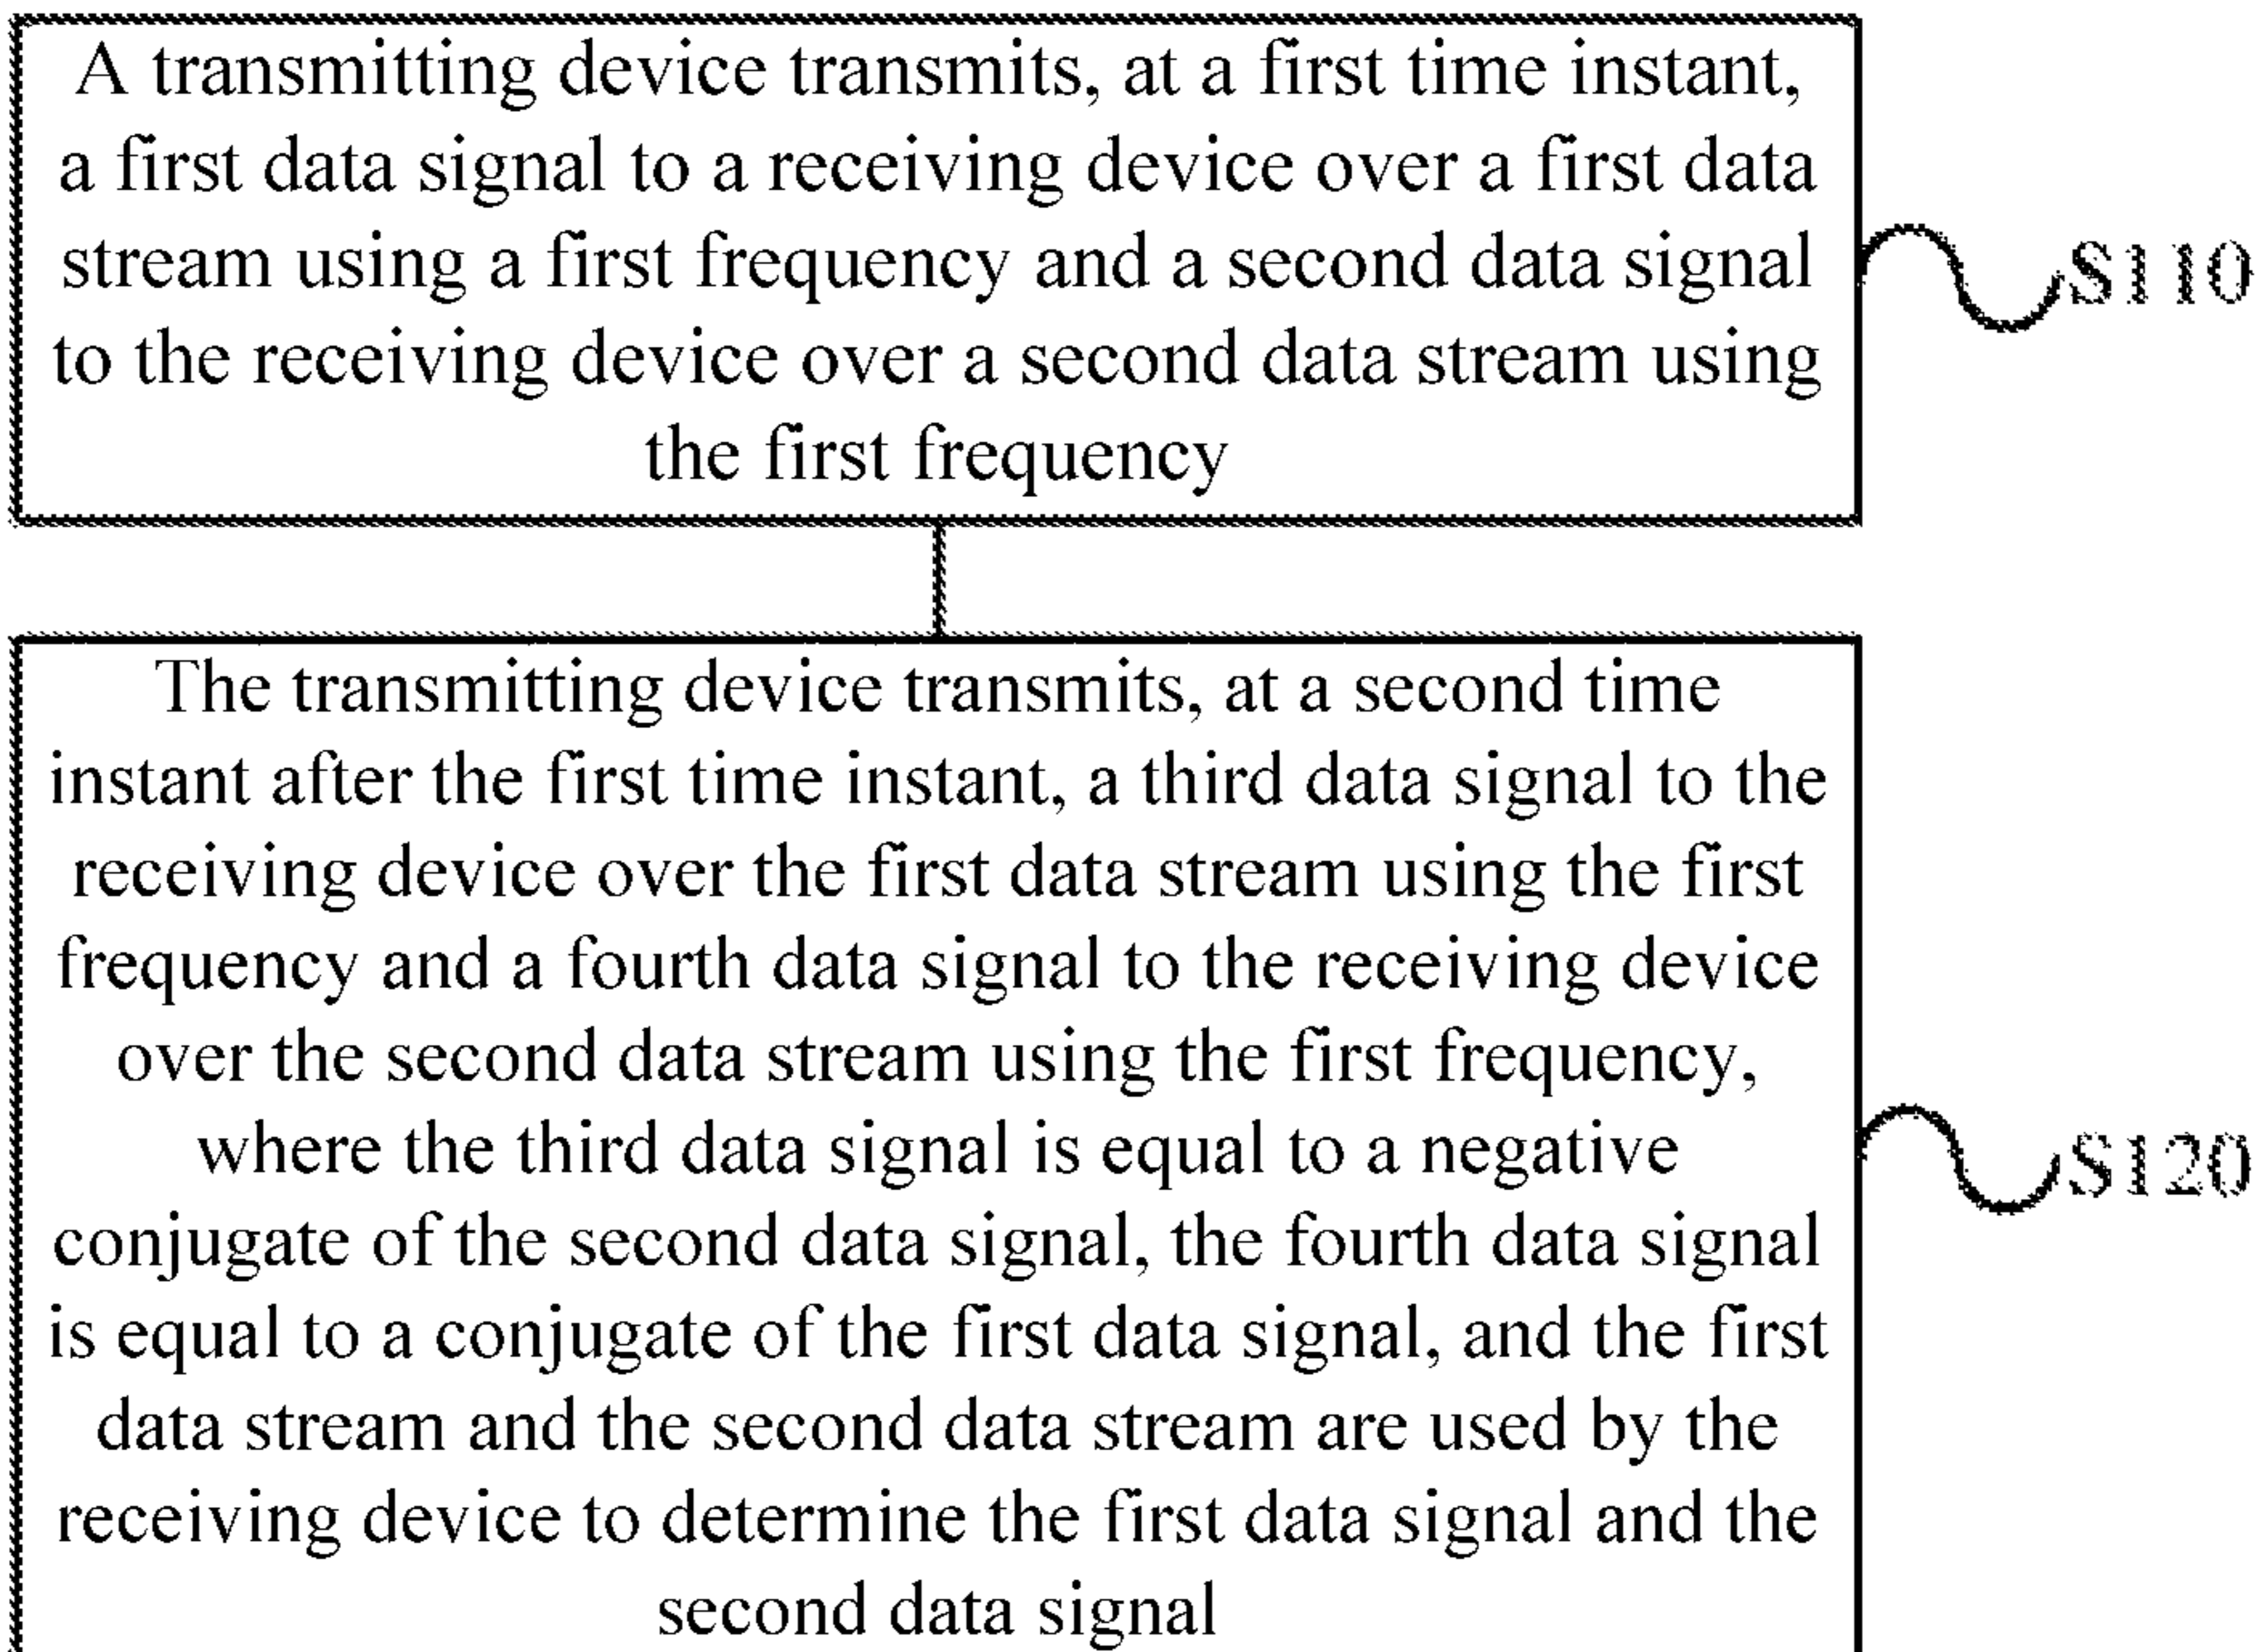 A transmitting device transmits, at a first time instant,
a first data signal to a receiving device over a first data
stream using a first frequency and a second data signal
to the receiving device over a second data stream using
the first frequency
S110
The transmitting device transmits, at a second time
instant after the first time instant, a third data signal to the
receiving device over the first data stream using the first
frequency and a fourth data signal to the receiving device
over the second data stream using the first frequency,
where the third data signal is equal to a negative
conjugate of the second data signal, the fourth data signal
is equal to a conjugate of the first data signal, and the first
data stream and the second data stream are used by the
receiving device to determine the first data signal and the
second data signal
S120